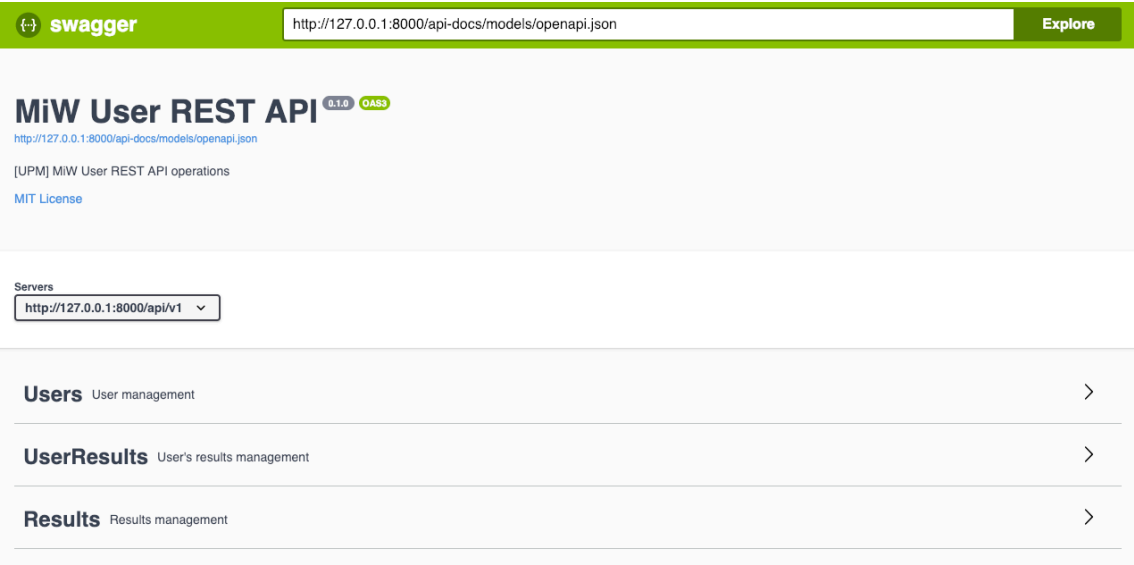 {···} swagger
http://127.0.0.1:8000/api-docs/models/openapi.json
Explore
MiW User REST API 0.1.0 OAS3
http://127.0.0.1:8000/api-docs/models/openapi.json
[UPM] MiW User REST API operations
MIT License
Servers
http://127.0.0.1:8000/api/v1
Users User management
UserResults User's results management
Results Results management